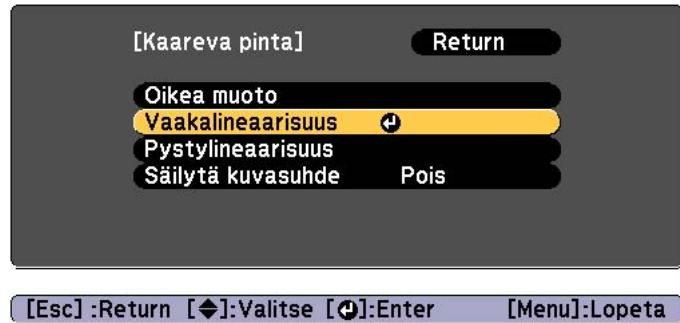 [Kaareva pinta] Return
Oikea muoto
Vaakalineaarisuus
Pystylineaarisuus
Säilytä kuvasuhde Pois
[Esc] :Return [◆]:Valitse [⏎]:Enter [Menu]:Lopeta